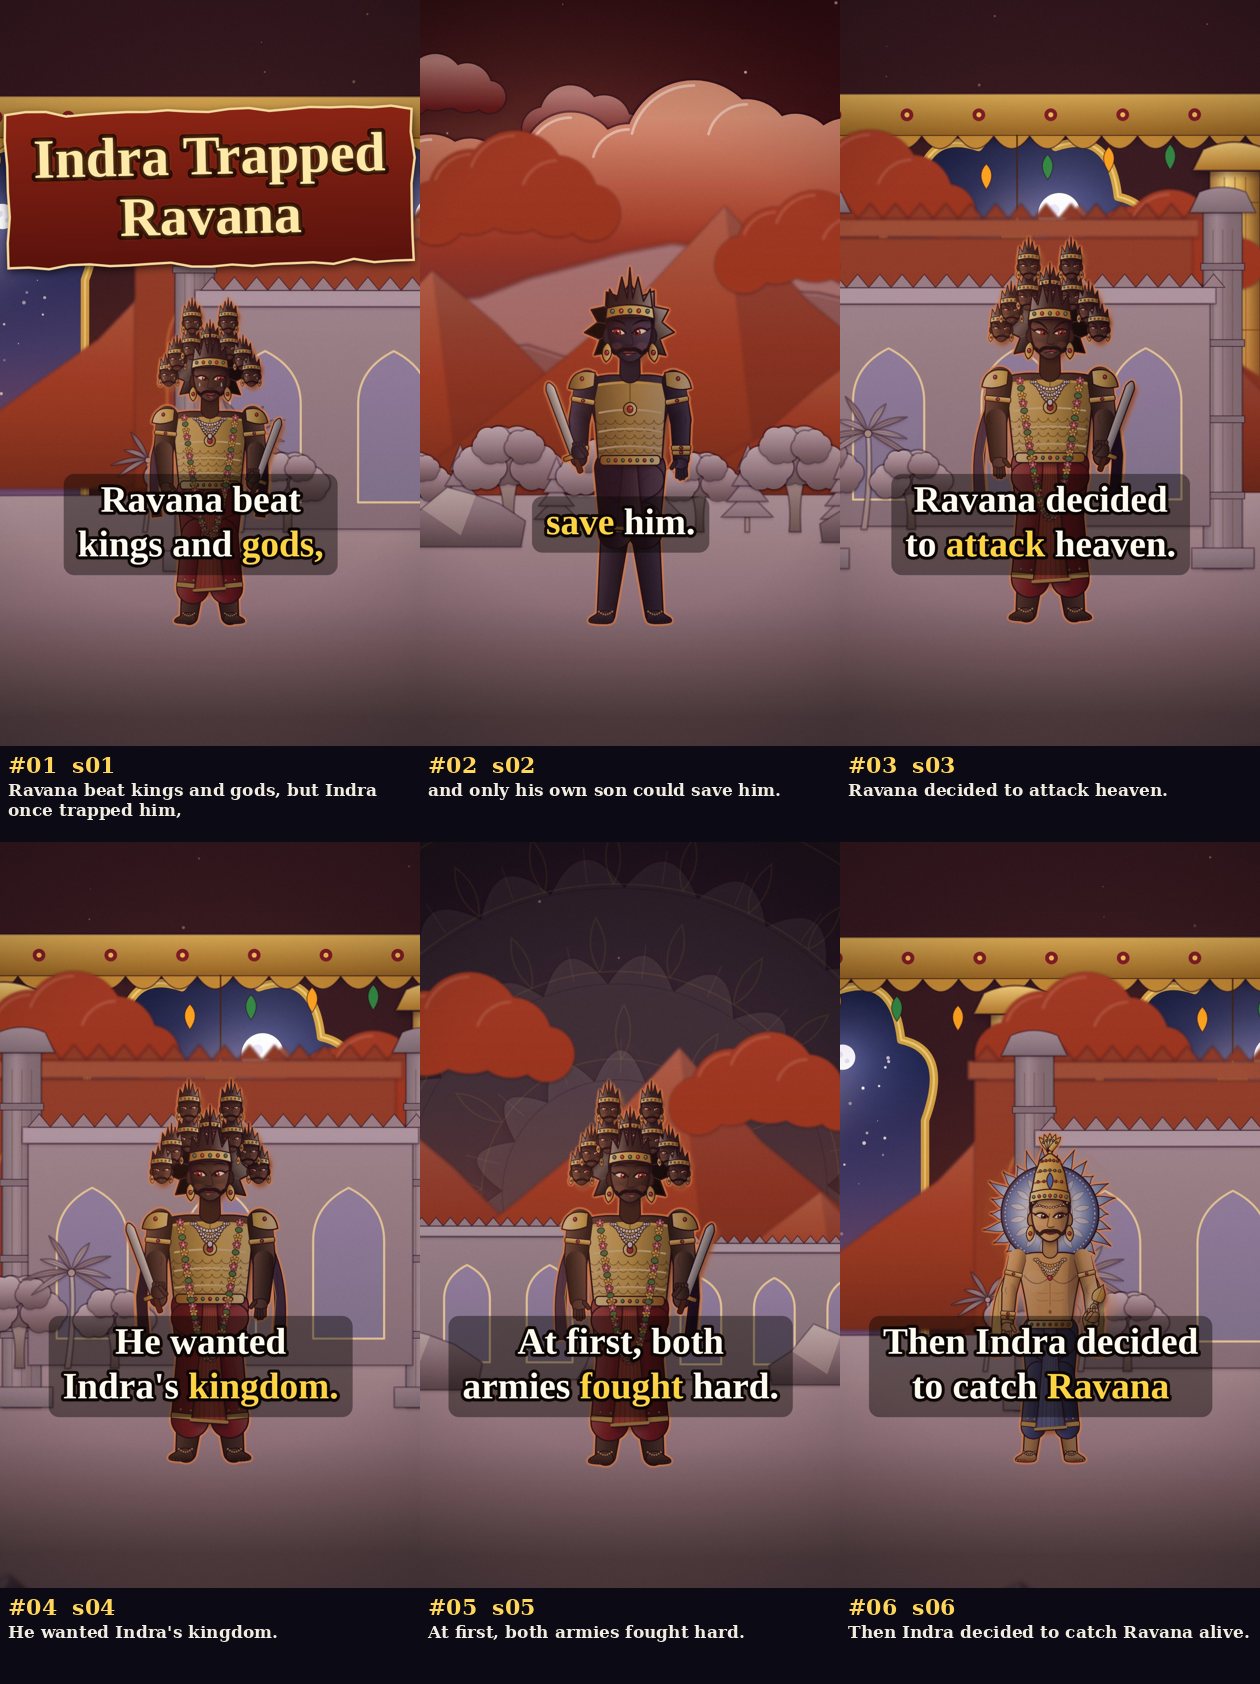 Indra Trapped
Ravana
Ravana beat
kings and gods,
#01 s01
Ravana beat kings and gods, but Indra
once trapped him,
save him.
#02 s02
and only his own son could save him.
Ravana decided
to attack heaven.
#03 s03
Ravana decided to attack heaven.
He wanted
Indra's kingdom.
#04 s04
He wanted Indra's kingdom.
At first, both
armies fought hard.
#05 s05
At first, both armies fought hard.
Then Indra decided
to catch Ravana
#06 s06
Then Indra decided to catch Ravana alive.